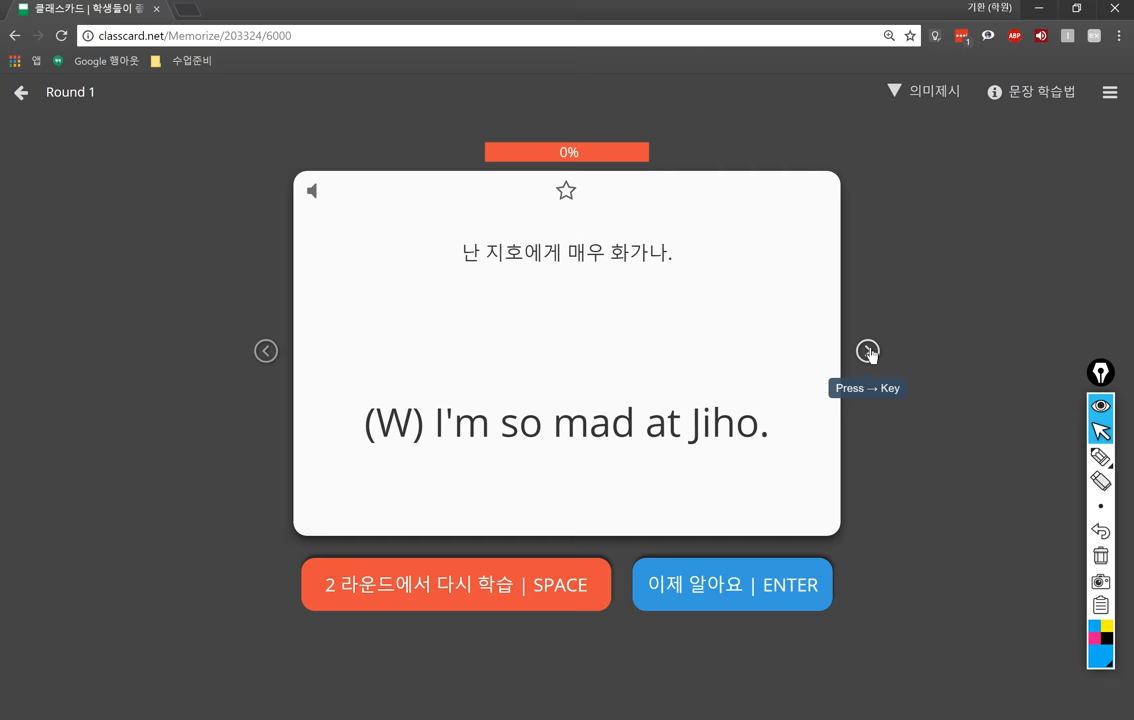 클래스카드 | 학생들이 좋
기환 (학원)
classcard.net/Memorize/203324/6000
ABP
1
앱
Google 행아웃
수업준비
Round 1
의미제시
문장 학습법
0%
난 지호에게 매우 화가나.
Press → Key
(W) I'm so mad at Jiho.
2 라운드에서 다시 학습 | SPACE
이제 알아요 | ENTER